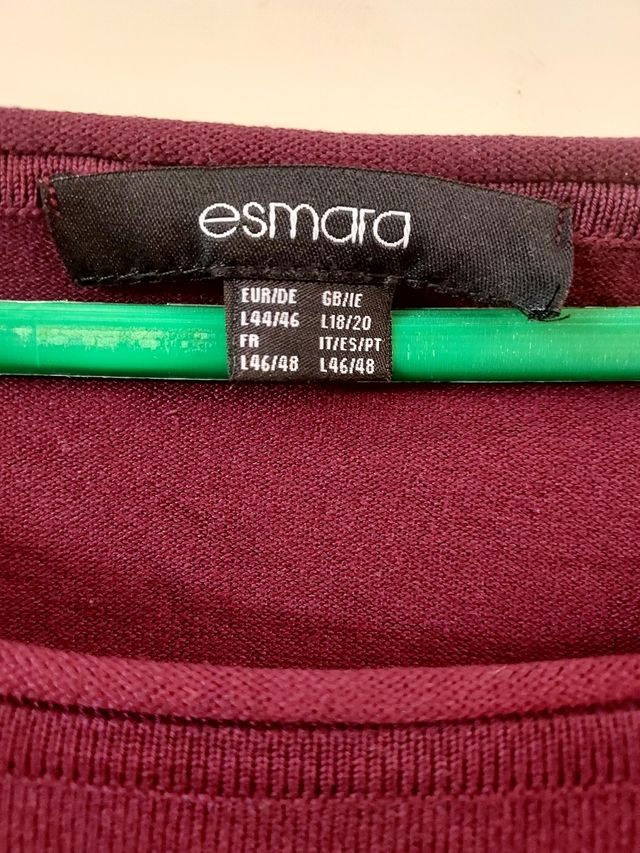 esmara
EUR/DE GB/IE
L44/46 L18/20
FR IT/ES/PT
L46/48 L46/48